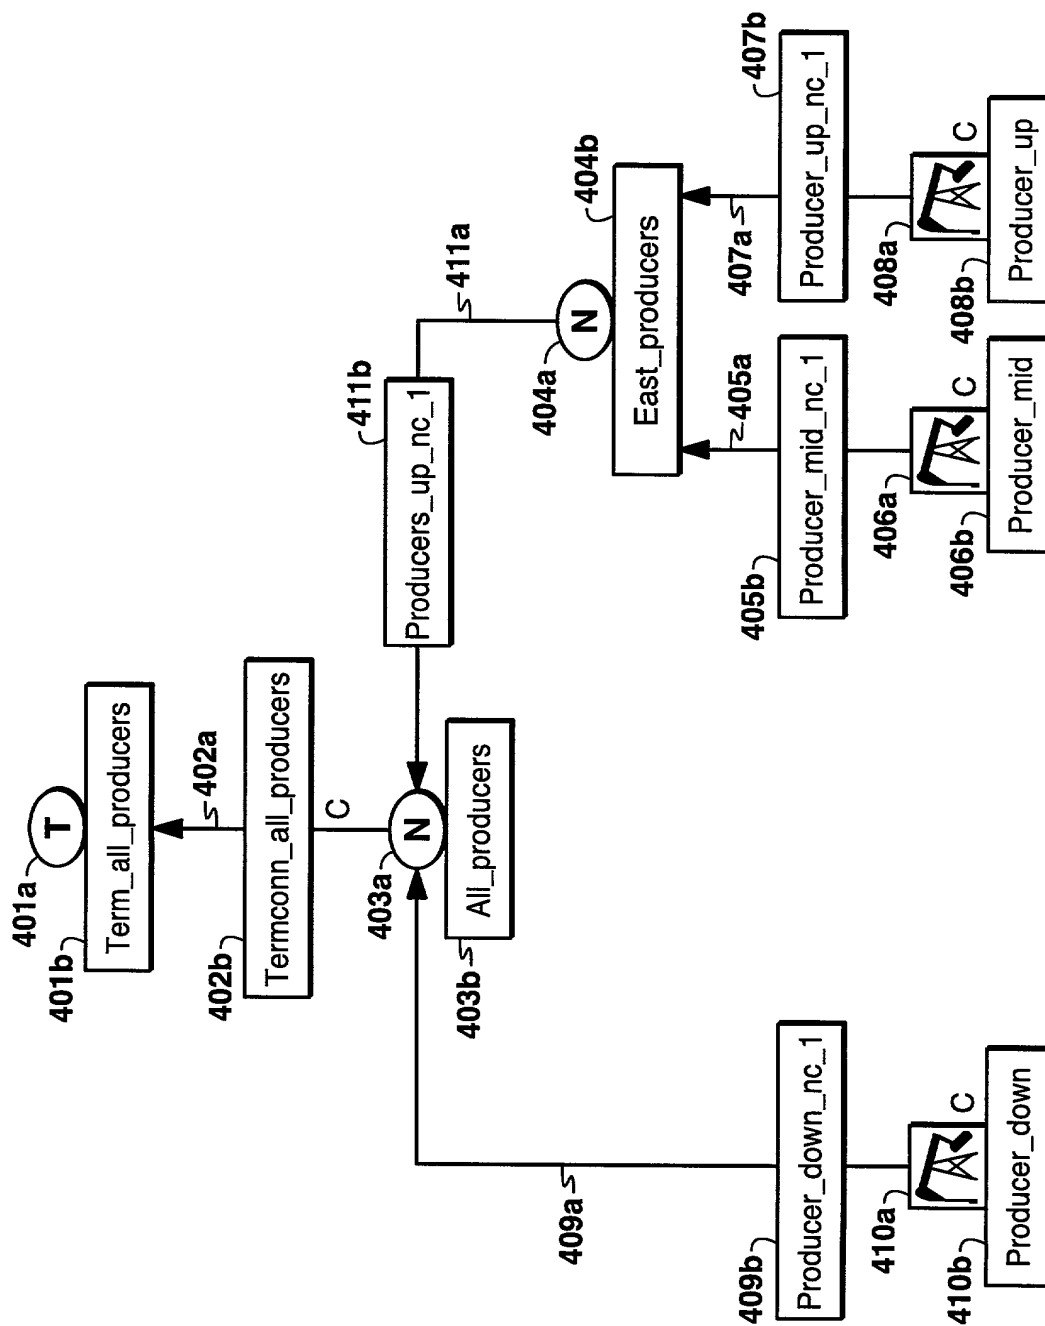 401a
T
401b
Term_all_producers
402a
402b
Termconn_all_producers
C
403a
N
403b
All_producers
411b
Producers_up_nc_1
411a
404a
N
404b
East_producers
405a
407a
405b
Producer_mid_nc_1
407b
Producer_up_nc_1
406a
C
406b
Producer_mid
408a
C
408b
Producer_up
409a
409b
Producer_down_nc_1
410a
C
410b
Producer_down